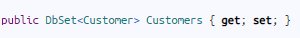 public DbSet<Customer> Customers { get; set; }